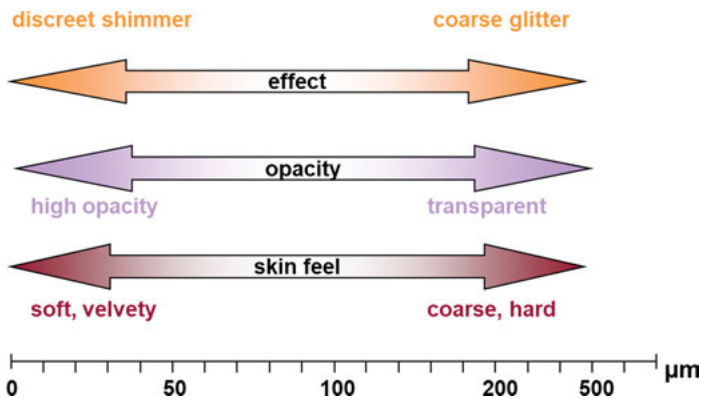 discreet shimmer coarse glitter
effect
opacity
high opacity transparent
skin feel
soft, velvety coarse, hard
µm
0 50 100 200 500